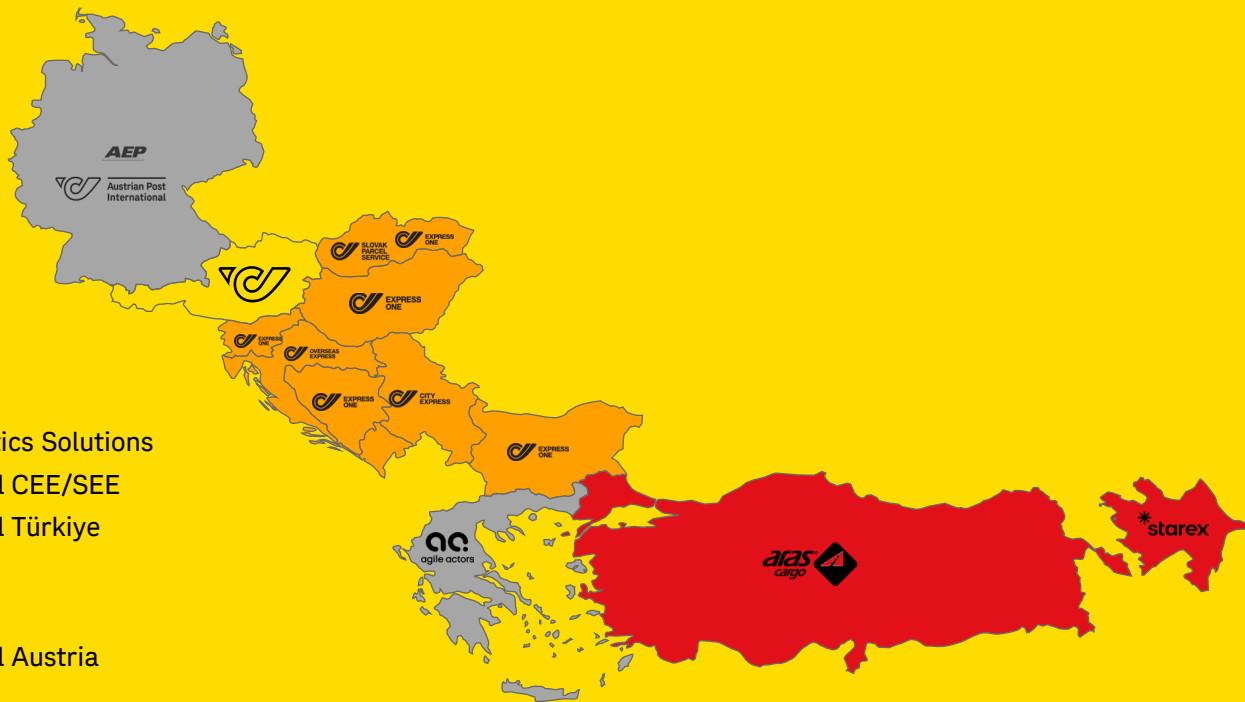 AEP
Austrian Post
International
SLOVAK
PARCEL
SERVICE
EXPRESS
ONE
EXPRESS
ONE
EXPRESS
ONE
OVERSEAS
EXPRESS
EXPRESS
ONE
CITY
EXPRESS
EXPRESS
ONE
tics Solutions
l CEE/SEE
l Türkiye
agile actors
aras®
cargo
starex
l Austria